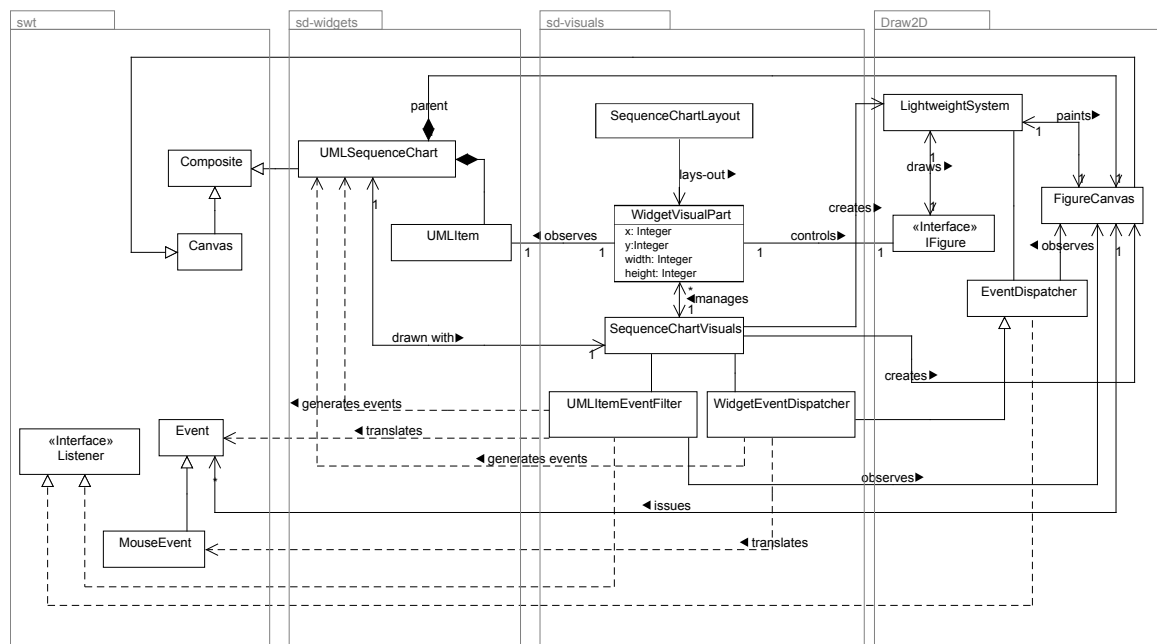 swt
sd-widgets
sd-visuals
Draw2D
parent
SequenceChartLayout
LightweightSystem
1
paints▶
1
UMLSequenceChart
Composite
1
draws▶
1
1
lays-out▶
1
creates▶
1
FigureCanvas
WidgetVisualPart
x: Integer
y:Integer
width: Integer
height: Integer
UMLItem
◀ observes
1
1
controls▶
1
1
«Interface»
IFigure
Canvas
◀ observes
1
EventDispatcher
*
◀manages
1
SequenceChartVisuals
drawn with▶
1
creates▶
◀ generates events
UMLItemEventFilter
WidgetEventDispatcher
Event
◀ translates
«Interface»
Listener
◀ generates events
*
observes▶
◀ issues
MouseEvent
◀ translates